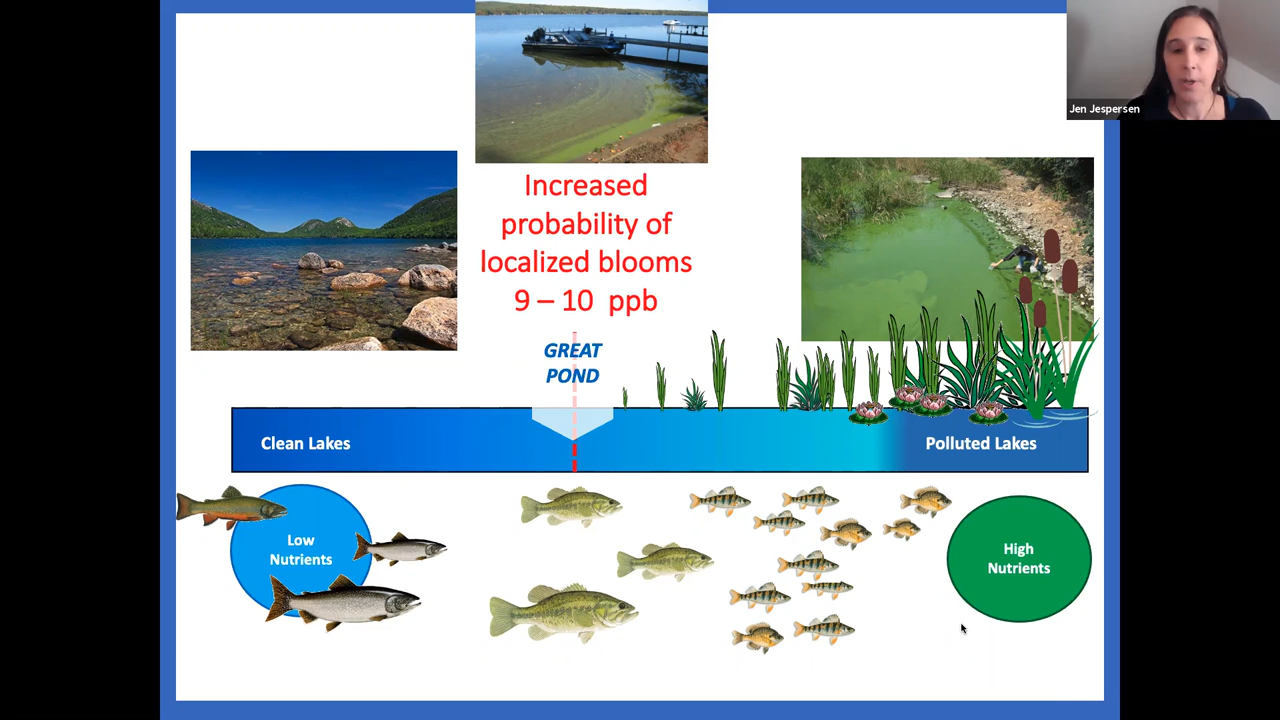 Jen Jespersen
Increased
probability of
localized blooms
9 – 10 ppb
GREAT
POND
Clean Lakes
Polluted Lakes
Low
Nutrients
High
Nutrients